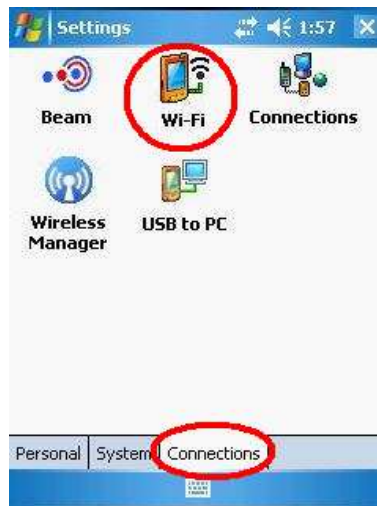 Settings 1:57
Beam Wi-Fi Connections
Wireless Manager USB to PC
Personal System Connections